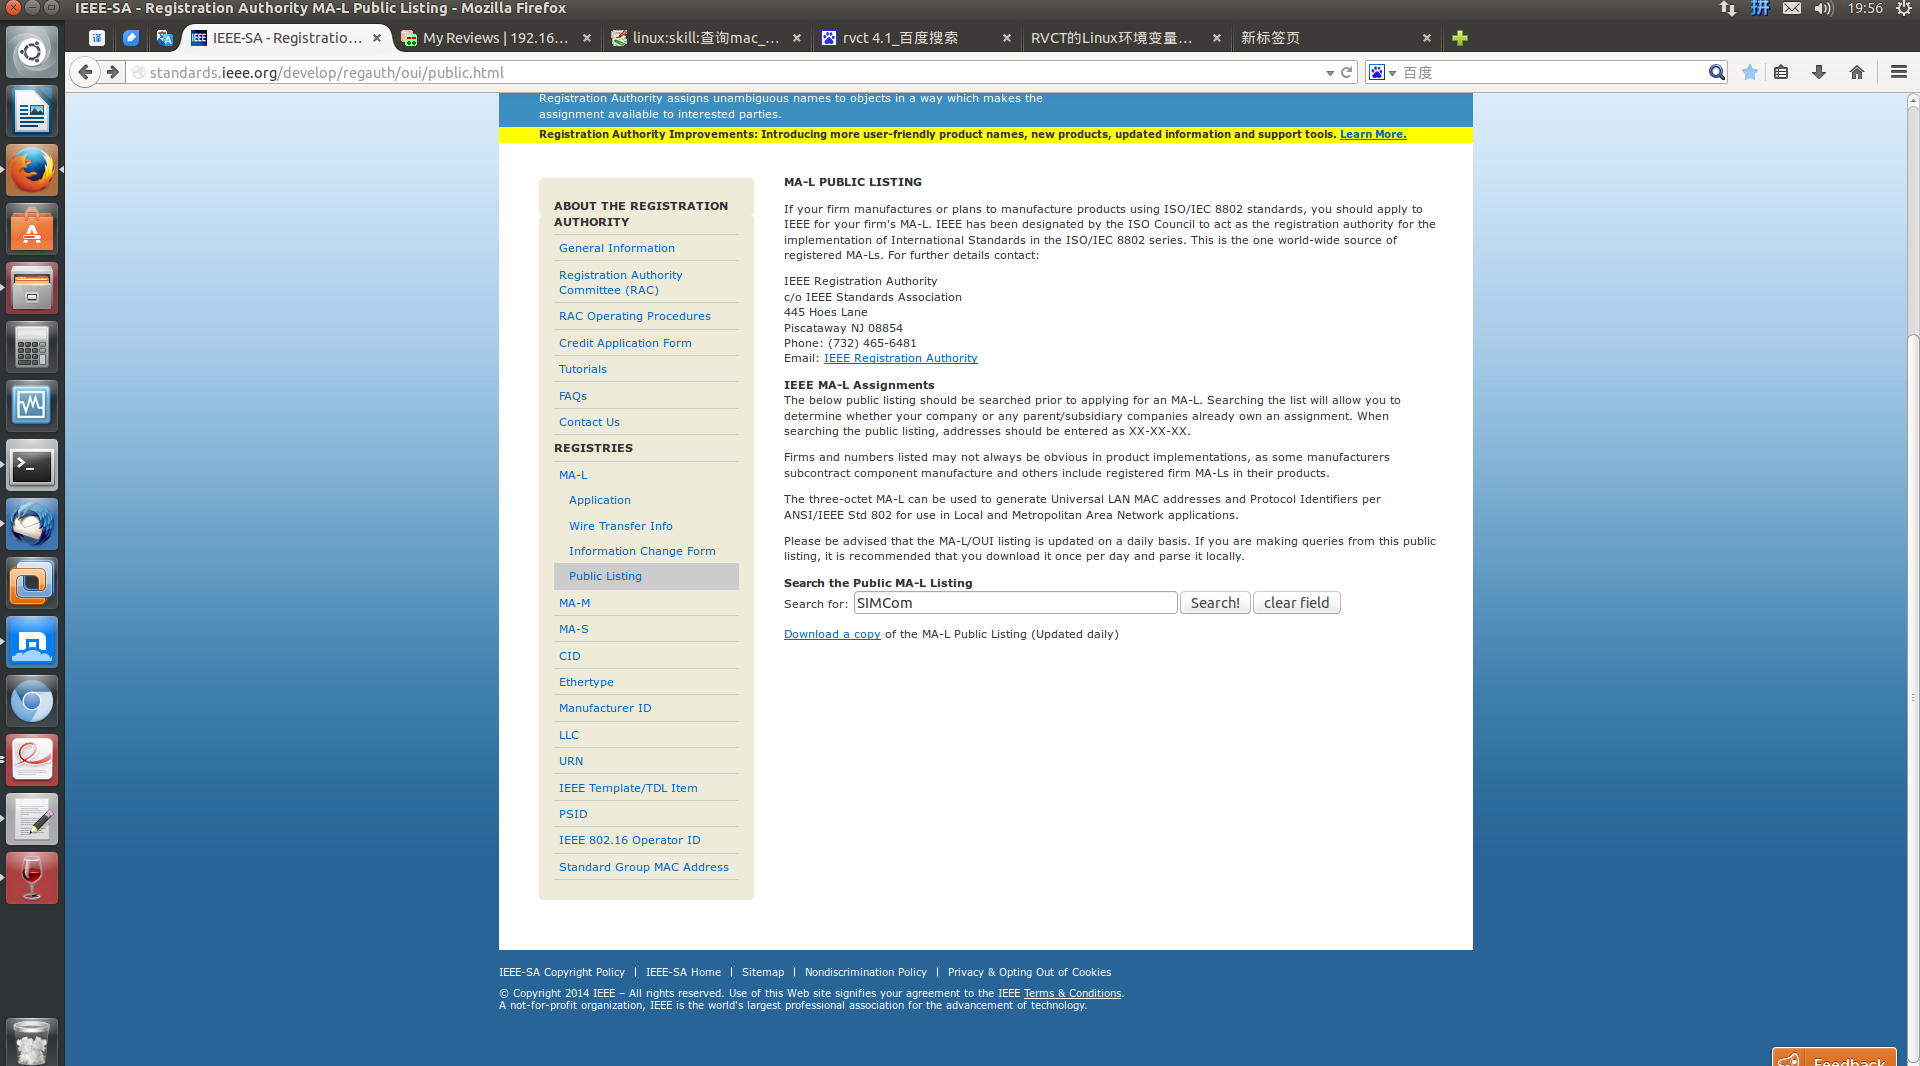 IEEE-SA - Registration Authority MA-L Public Listing - Mozilla Firefox
拼
19:56
译
IEEE IEEE-SA - Registratio...
My Reviews | 192.16...
linux:skill:查询mac_...
rvct 4.1_百度搜索
RVCT的Linux环境变量...
新标签页
standards.ieee.org/develop/regauth/oui/public.html
百度
Registration Authority assigns unambiguous names to objects in a way which makes the
assignment available to interested parties.
Registration Authority Improvements: Introducing more user-friendly product names, new products, updated information and support tools. Learn More.
ABOUT THE REGISTRATION
AUTHORITY
General Information
Registration Authority
Committee (RAC)
RAC Operating Procedures
Credit Application Form
Tutorials
FAQs
Contact Us
REGISTRIES
MA-L
Application
Wire Transfer Info
Information Change Form
Public Listing
MA-M
MA-S
CID
Ethertype
Manufacturer ID
LLC
URN
IEEE Template/TDL Item
PSID
IEEE 802.16 Operator ID
Standard Group MAC Address
MA-L PUBLIC LISTING
If your firm manufactures or plans to manufacture products using ISO/IEC 8802 standards, you should apply to
IEEE for your firm's MA-L. IEEE has been designated by the ISO Council to act as the registration authority for the
implementation of International Standards in the ISO/IEC 8802 series. This is the one world-wide source of
registered MA-Ls. For further details contact:
IEEE Registration Authority
c/o IEEE Standards Association
445 Hoes Lane
Piscataway NJ 08854
Phone: (732) 465-6481
Email: IEEE Registration Authority
IEEE MA-L Assignments
The below public listing should be searched prior to applying for an MA-L. Searching the list will allow you to
determine whether your company or any parent/subsidiary companies already own an assignment. When
searching the public listing, addresses should be entered as XX-XX-XX.
Firms and numbers listed may not always be obvious in product implementations, as some manufacturers
subcontract component manufacture and others include registered firm MA-Ls in their products.
The three-octet MA-L can be used to generate Universal LAN MAC addresses and Protocol Identifiers per
ANSI/IEEE Std 802 for use in Local and Metropolitan Area Network applications.
Please be advised that the MA-L/OUI listing is updated on a daily basis. If you are making queries from this public
listing, it is recommended that you download it once per day and parse it locally.
Search the Public MA-L Listing
Search for: SIMCom Search! clear field
Download a copy of the MA-L Public Listing (Updated daily)
IEEE-SA Copyright Policy | IEEE-SA Home | Sitemap | Nondiscrimination Policy | Privacy & Opting Out of Cookies
© Copyright 2014 IEEE – All rights reserved. Use of this Web site signifies your agreement to the IEEE Terms & Conditions.
A not-for-profit organization, IEEE is the world's largest professional association for the advancement of technology.
Feedback